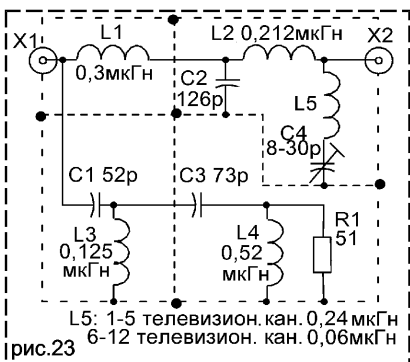 X1
L1
0,3мкГн
L2 0,212мкГн
X2
C2
126p
L5
C4
8-30p
C1 52p
C3 73p
L3
0,125
мкГн
L4
0,52
мкГн
R1
51
L5: 1-5 телевизион. кан. 0,24мкГн
6-12 телевизион. кан. 0,06мкГн
рис.23